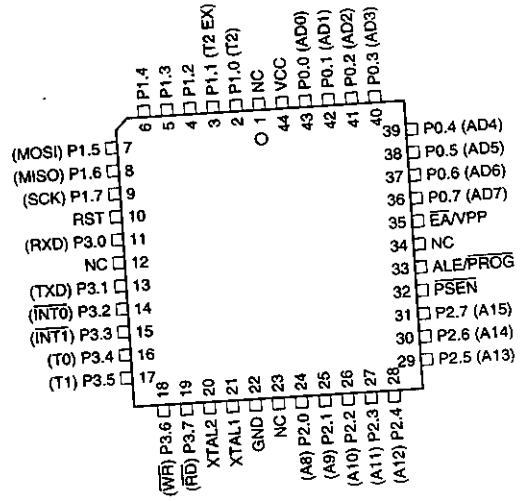 P1.4
P1.3
P1.2
P1.1 (T2 EX)
P1.0 (T2)
NC
VCC
P0.0 (AD0)
P0.1 (AD1)
P0.2 (AD2)
P0.3 (AD3)
6
5
4
3
2
1
44
43
42
41
40
(MOSI) P1.5 7
(MISO) P1.6 8
(SCK) P1.7 9
RST 10
(RXD) P3.0 11
NC 12
(TXD) P3.1 13
(INT0) P3.2 14
(INT1) P3.3 15
(T0) P3.4 16
(T1) P3.5 17
39 P0.4 (AD4)
38 P0.5 (AD5)
37 P0.6 (AD6)
36 P0.7 (AD7)
35 EA/VPP
34 NC
33 ALE/PROG
32 PSEN
31 P2.7 (A15)
30 P2.6 (A14)
29 P2.5 (A13)
18
19
20
21
22
23
24
25
26
27
28
(WR) P3.6
(RD) P3.7
XTAL2
XTAL1
GND
NC
(A8) P2.0
(A9) P2.1
(A10) P2.2
(A11) P2.3
(A12) P2.4